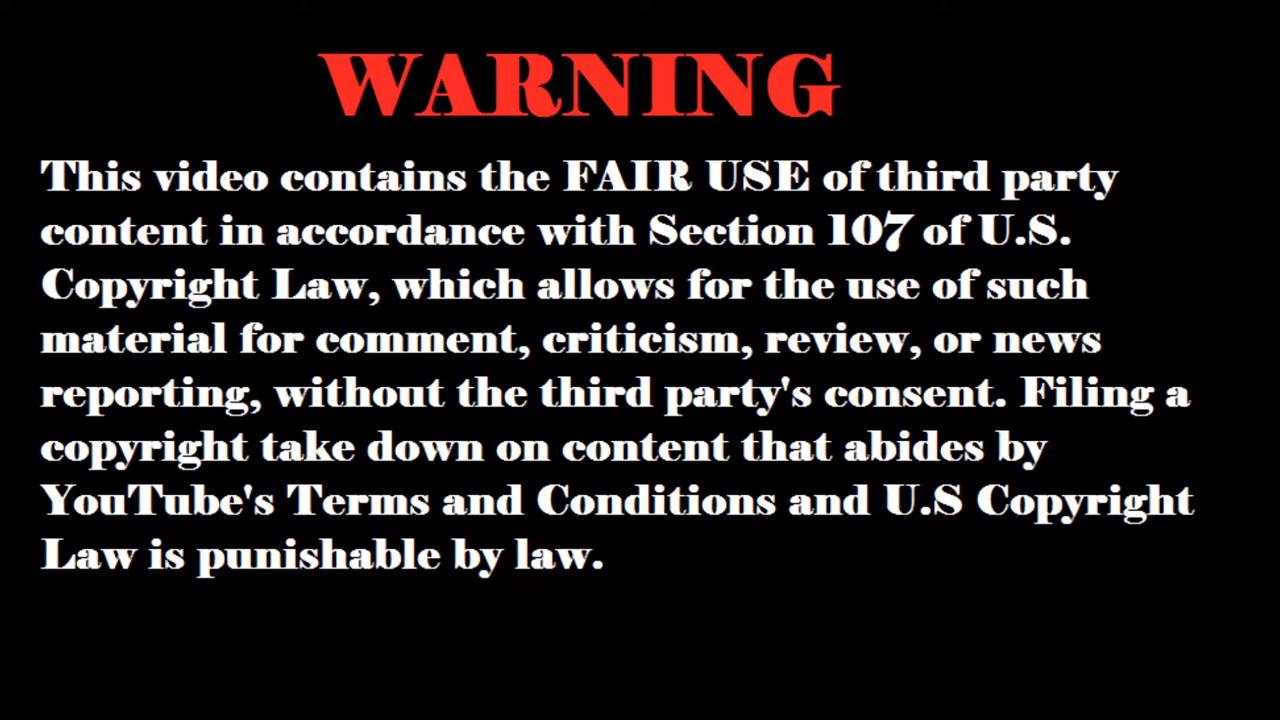 WARNING
This video contains the FAIR USE of third party
content in accordance with Section 107 of U.S.
Copyright Law, which allows for the use of such
material for comment, criticism, review, or news
reporting, without the third party's consent. Filing a
copyright take down on content that abides by
YouTube's Terms and Conditions and U.S Copyright
Law is punishable by law.